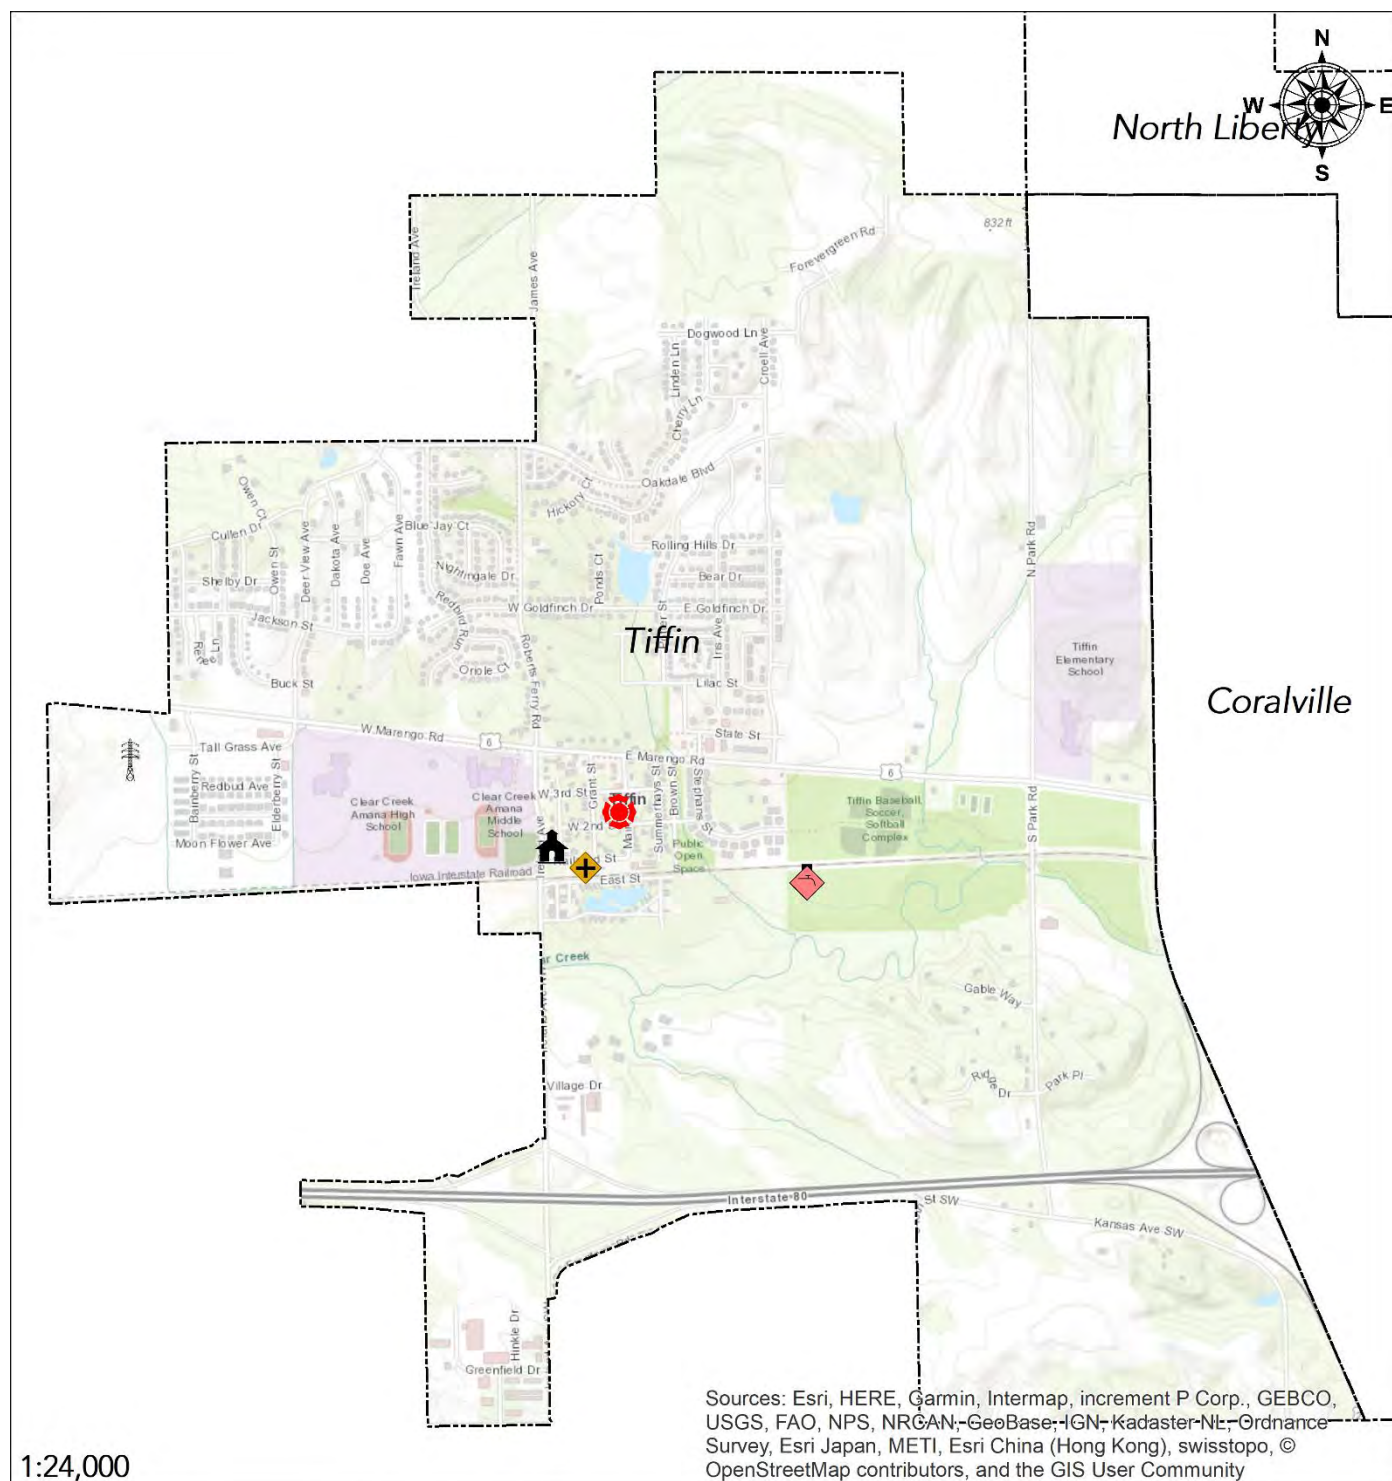 N
W
E
S
North Liberty
832 ft
Ireland Ave
James Ave
Forevergreen Rd
Dogwood Ln
Linden Ln
Croell Ave
Cherry Ln
Oakdale Blvd
Hickory Ct
Owen Ct
Cullen Dr
Deer View Ave
Dakota Ave
Doe Ave
Fawn Ave
Blue Jay Ct
Rolling Hills Dr
N Park Rd
Shelby Dr
Owen St
Nightingale Dr
Ponds Ct
Bear Dr
Redbird Run
W Goldfinch Dr
E Goldfinch Dr
Jackson St
Renee Ln
Tiffin
Iris Ave
Tiffin
Elementary
School
Oriole Ct
Roberts Ferry Rd
Buck St
Lilac St
Coralville
W Marengo Rd
6
State St
Tall Grass Ave
E Marengo Rd
6
Bainberry St
Redbud Ave
Elderberry St
Moon Flower Ave
Clear Creek
Amana High
School
Clear Creek
Amana
Middle
School
W 3rd St
Grant St
Tiffin
W 2nd
Summerhays St
Brown St
Stephans St
Tiffin Baseball,
Soccer,
Softball
Complex
S Park Rd
Public
Open
Space
Iowa Interstate Railroad
East St
Creek
Gable Way
Ridge Dr
Park Pl
Village Dr
Interstate 80
St SW
Kansas Ave SW
Hinkle Dr
Greenfield Dr
Sources: Esri, HERE, Garmin, Intermap, increment P Corp., GEBCO,
USGS, FAO, NPS, NRCAN, GeoBase, IGN, Kadaster NL, Ordnance
Survey, Esri Japan, METI, Esri China (Hong Kong), swisstopo, ©
OpenStreetMap contributors, and the GIS User Community
1:24,000